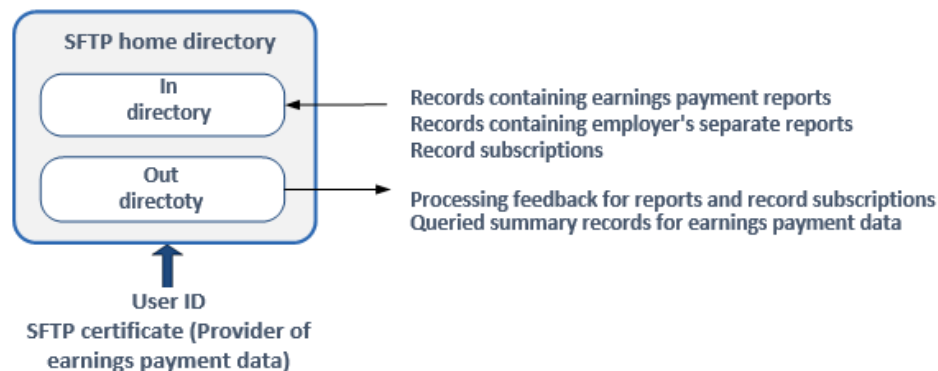 SFTP home directory
In
directory
Out
directoty
Records containing earnings payment reports
Records containing employer's separate reports
Record subscriptions
Processing feedback for reports and record subscriptions
Queried summary records for earnings payment data
User ID
SFTP certificate (Provider of
earnings payment data)